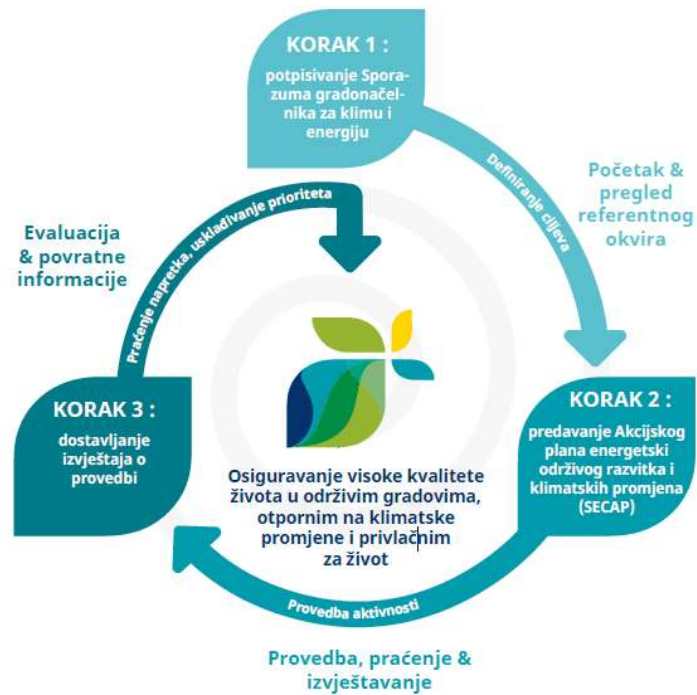 KORAK 1 :
potpisivanje Spora-
zuma gradonačel-
nika za klimu i
energiju
Definiranje ciljeva
Početak &
pregled
referentnog
okvira
KORAK 2 :
predavanje Akcijskog
plana energetski
održivog razvitka i
klimatskih promjena
(SECAP)
Provedba aktivnosti
Provedba, praćenje &
izvještavanje
KORAK 3 :
dostavljanje
izvještaja o
provedbi
Praćenje napretka, usklađivanje prioriteta
Evaluacija
& povratne
informacije
Osiguravanje visoke kvalitete
života u održivim gradovima,
otpornim na klimatske
promjene i privlačnim
za život